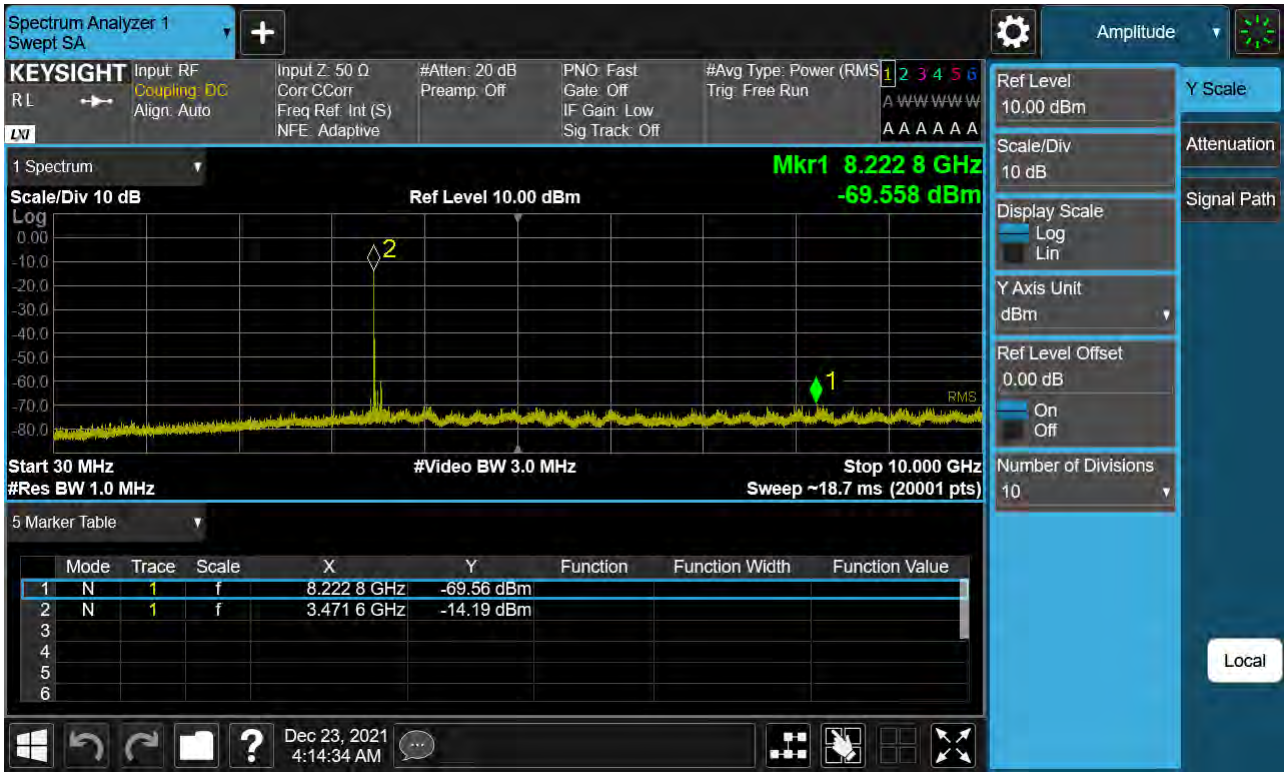 Spectrum Analyzer 1
Swept SA
+
Amplitude
KEYSIGHT
RL
LXI
Input: RF
Coupling: DC
Align: Auto
Input Z: 50 Ω
Corr CCorr
Freq Ref: Int (S)
NFE: Adaptive
#Atten: 20 dB
Preamp: Off
PNO: Fast
Gate: Off
IF Gain: Low
Sig Track: Off
#Avg Type: Power (RMS
Trig: Free Run
1 2 3 4 5 6
A W W W W W
A A A A A A
1 Spectrum
Mkr1 8.222 8 GHz
-69.558 dBm
Scale/Div 10 dB
Ref Level 10.00 dBm
Log
0.00
-10.0
-20.0
-30.0
-40.0
-50.0
-60.0
-70.0
-80.0
2
1
RMS
Start 30 MHz
#Video BW 3.0 MHz
Stop 10.000 GHz
#Res BW 1.0 MHz
Sweep ~18.7 ms (20001 pts)
5 Marker Table
Mode Trace Scale X Y Function Function Width Function Value
1 N 1 f 8.222 8 GHz -69.56 dBm
2 N 1 f 3.471 6 GHz -14.19 dBm
3
4
5
6
Ref Level
10.00 dBm
Scale/Div
10 dB
Display Scale
Log
Lin
Y Axis Unit
dBm
Ref Level Offset
0.00 dB
On
Off
Number of Divisions
10
Y Scale
Attenuation
Signal Path
Local
?
Dec 23, 2021
4:14:34 AM